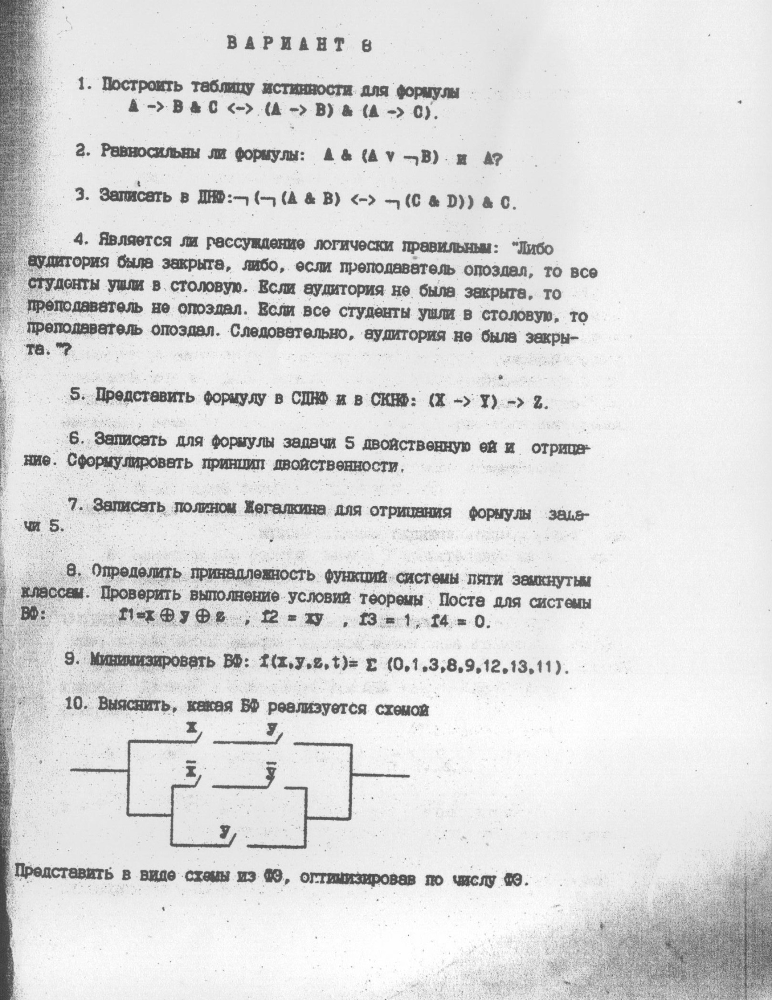 ВАРИАНТ 8
1. Построить таблицу истинности для формулы
A -> B & C <-> (A -> B) & (A -> C).
2. Равносильны ли формулы: A & (A v ¬B) и A?
3. Записать в ДНФ:¬(¬(A & B) <-> ¬(C & D)) & C.
4. Является ли рассуждение логически правильным: "Либо
аудитория была закрыта, либо, если преподаватель опоздал, то все
студенты ушли в столовую. Если аудитория не была закрыта, то
преподаватель не опоздал. Если все студенты ушли в столовую, то
преподаватель опоздал. Следовательно, аудитория не была закры-
та."?
5. Представить формулу в СДНФ и в СКНФ: (X -> Y) -> Z.
6. Записать для формулы задачи 5 двойственную ей и отрица-
ние. Сформулировать принцип двойственности.
7. Записать полином Жегалкина для отрицания формулы зада-
чи 5.
8. Определить принадлежность функций системы пяти замкнутым
классам. Проверить выполнение условий теоремы Поста для системы
БФ: f1=x⊕y⊕z , f2 = xy , f3 = 1, f4 = 0.
9. Минимизировать БФ: f(x,y,z,t)= Σ (0,1,3,8,9,12,13,11).
10. Выяснить, какая БФ реализуется схемой
x y
x̅ y̅
y
Представить в виде схемы из ФЭ, оптимизировав по числу ФЭ.